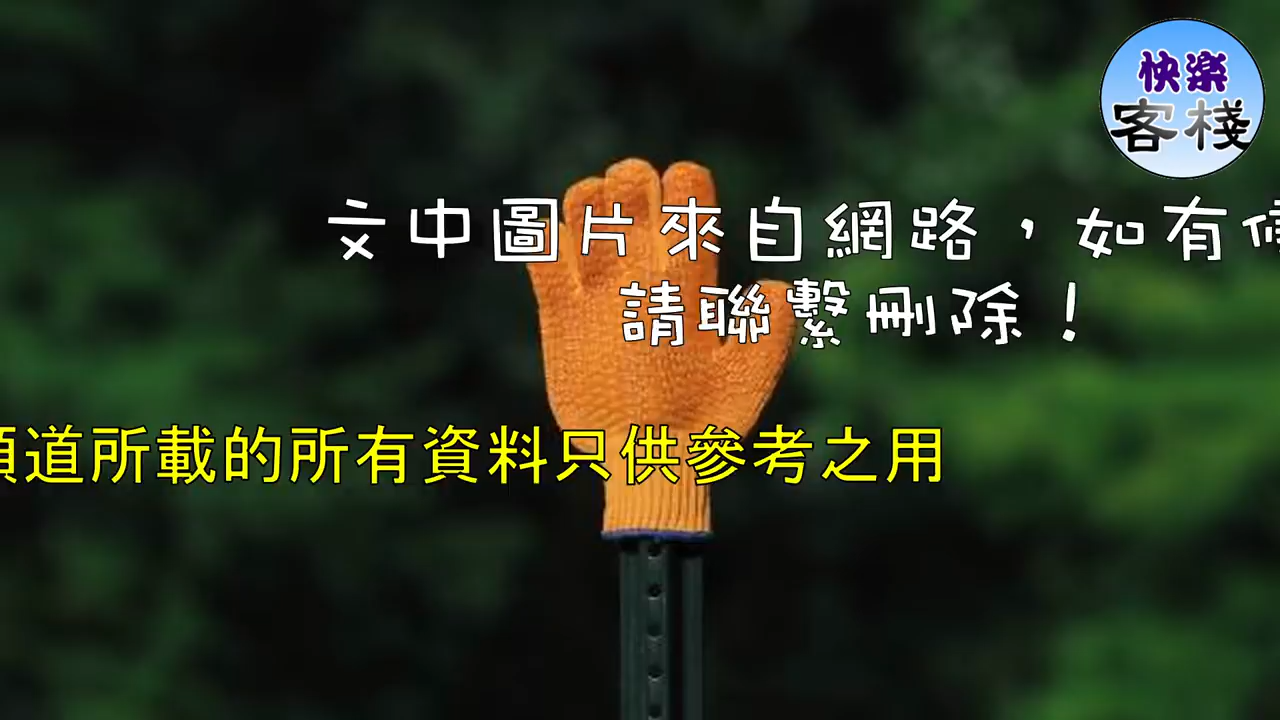 快樂
客棧
文中圖片來自網路，如有
請聯繫刪除！
道所載的所有資料只供參考之用